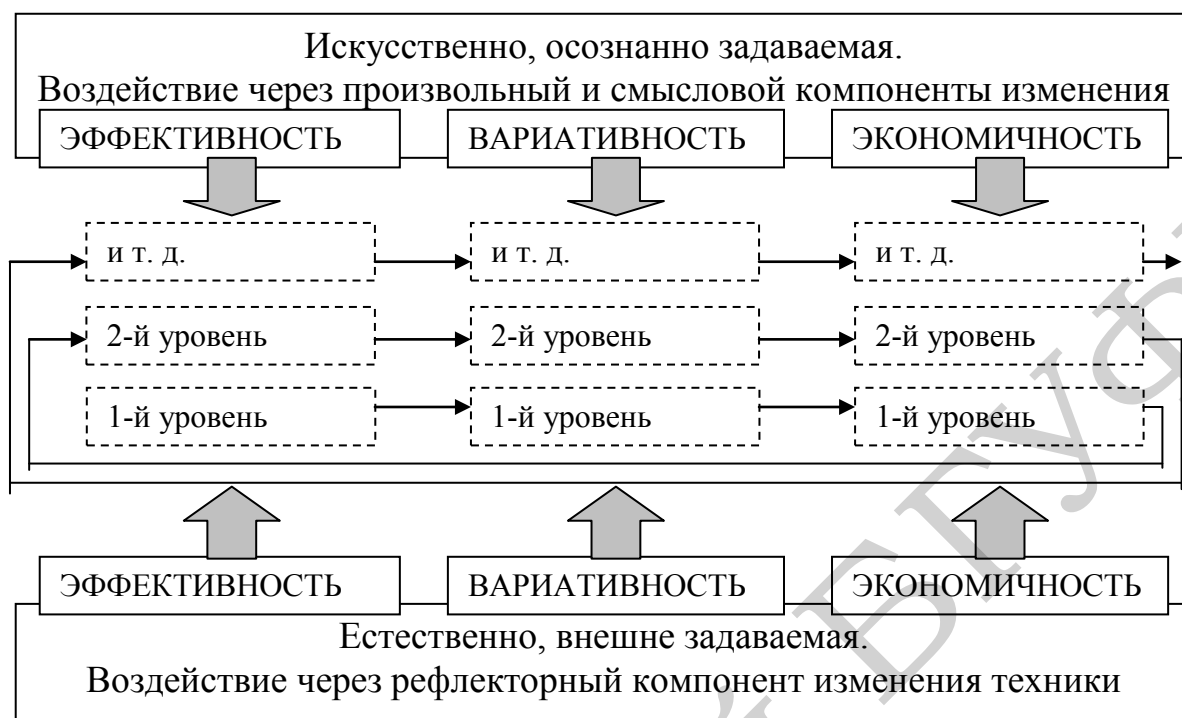 Искусственно, осознанно задаваемая.
Воздействие через произвольный и смысловой компоненты изменения
ЭФФЕКТИВНОСТЬ ВАРИАТИВНОСТЬ ЭКОНОМИЧНОСТЬ
и т. д. и т. д. и т. д.
2-й уровень 2-й уровень 2-й уровень
1-й уровень 1-й уровень 1-й уровень
ЭФФЕКТИВНОСТЬ ВАРИАТИВНОСТЬ ЭКОНОМИЧНОСТЬ
Естественно, внешне задаваемая.
Воздействие через рефлекторный компонент изменения техники